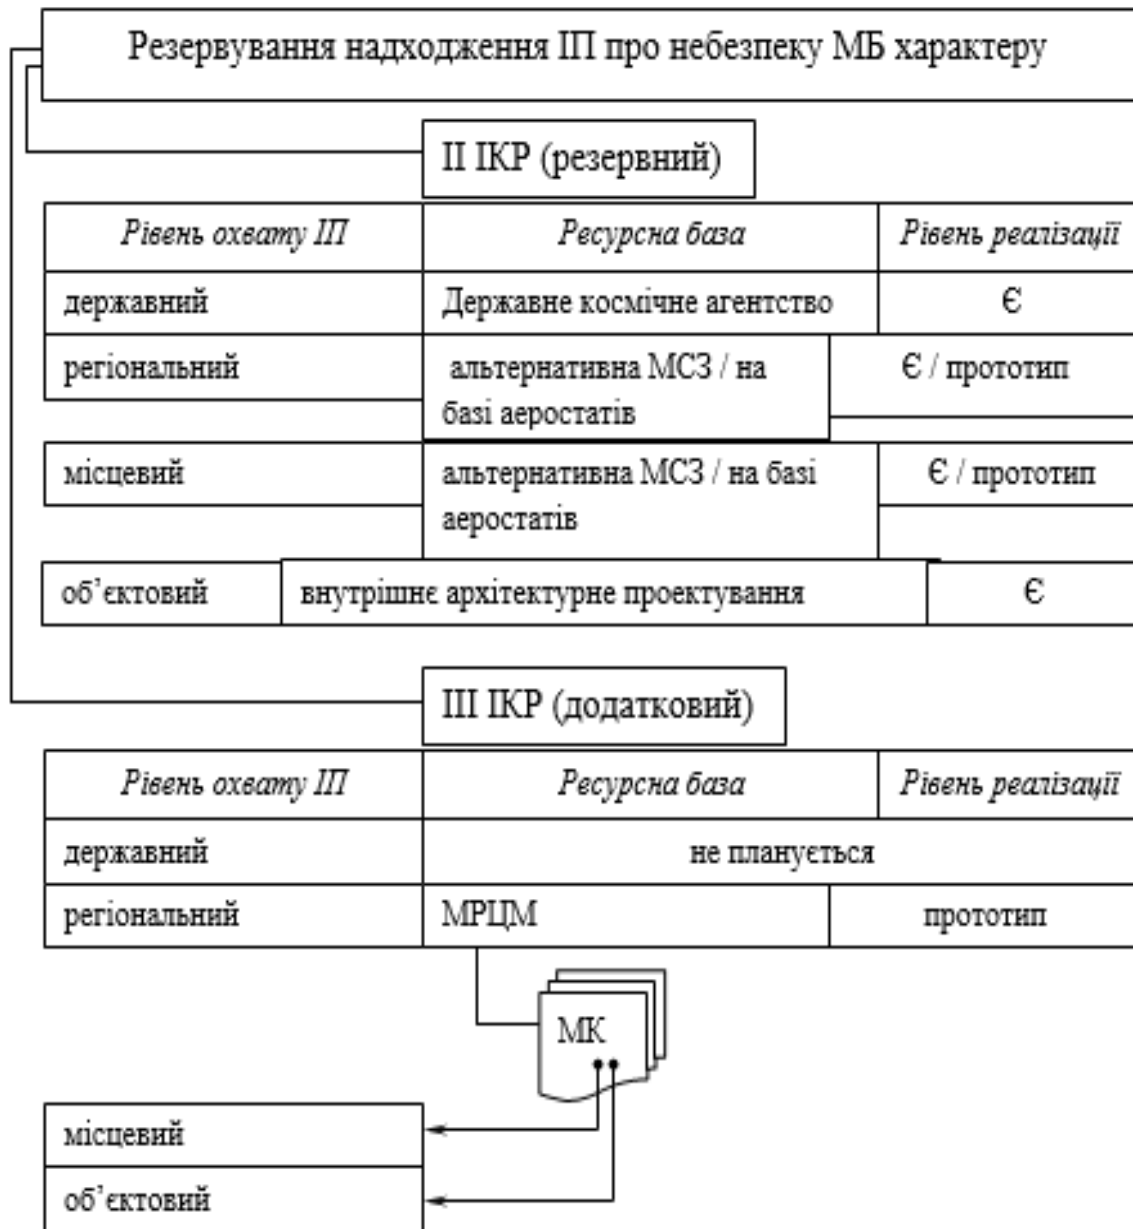 Резервування надходження ІП про небезпеку МБ характеру
ІІ ІКР (резервний)
Рівень охвату ІП Ресурсна база Рівень реалізації
державний Державне космічне агентство Є
регіональний альтернативна МСЗ / на Є / прототип
базі аеростатів
місцевий альтернативна МСЗ / на базі Є / прототип
аеростатів
об’єктовий внутрішнє архітектурне проектування Є
ІІІ ІКР (додатковий)
Рівень охвату ІП Ресурсна база Рівень реалізації
державний не планується
регіональний МРЦМ прототип
МК
місцевий
об’єктовий